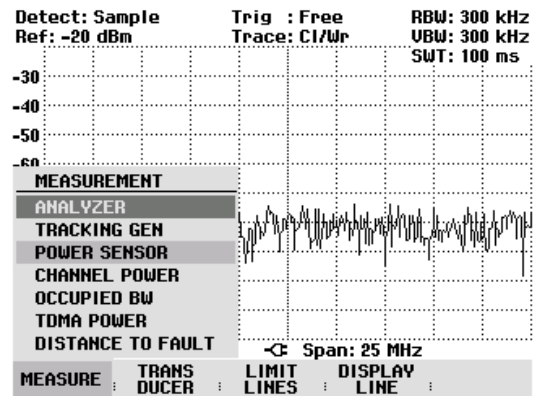 Detect: Sample Trig : Free RBW: 300 kHz
Ref: -20 dBm Trace: Cl/Wr VBW: 300 kHz
SWT: 100 ms
-30
-40
-50
-60
MEASUREMENT
ANALYZER
TRACKING GEN
POWER SENSOR
CHANNEL POWER
OCCUPIED BW
TDMA POWER
DISTANCE TO FAULT
Span: 25 MHz
MEASURE : TRANS DUCER : LIMIT LINES : DISPLAY LINE :